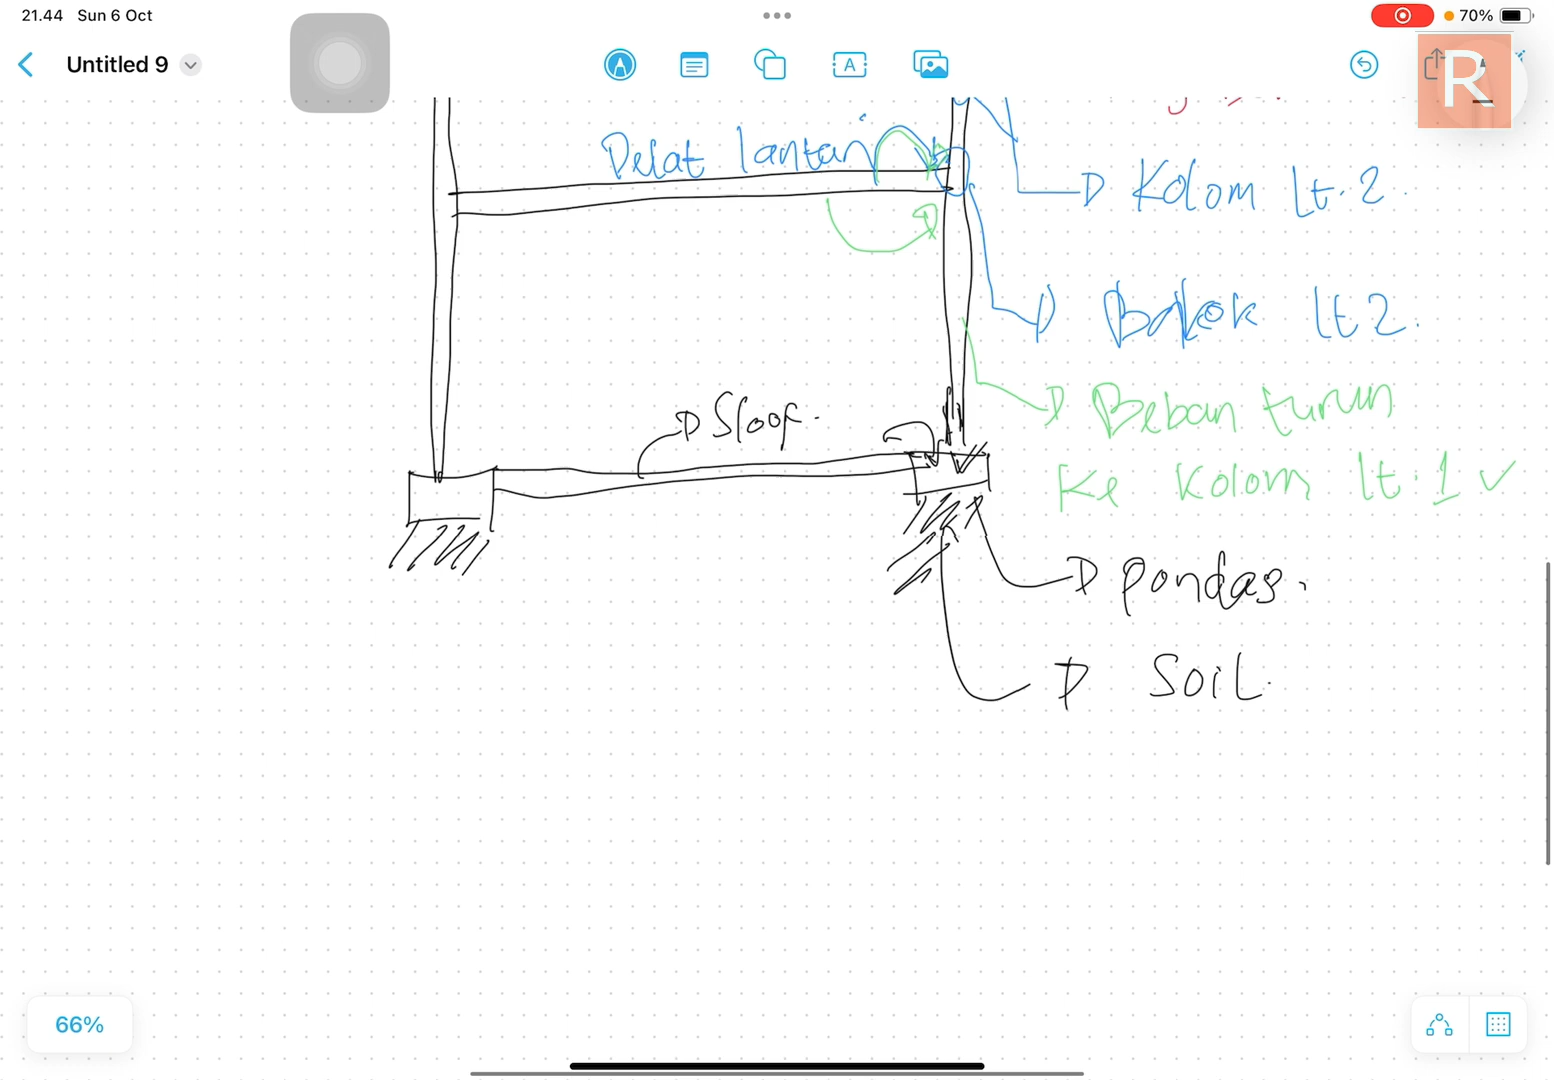 21.44 Sun 6 Oct
70%
Untitled 9
A
R
Pelat lantai
Kolom lt. 2.
Balok lt 2.
Beban turun
Ke Kolom lt. 1 ✓
Sloof.
pondas.
Soil.
66%